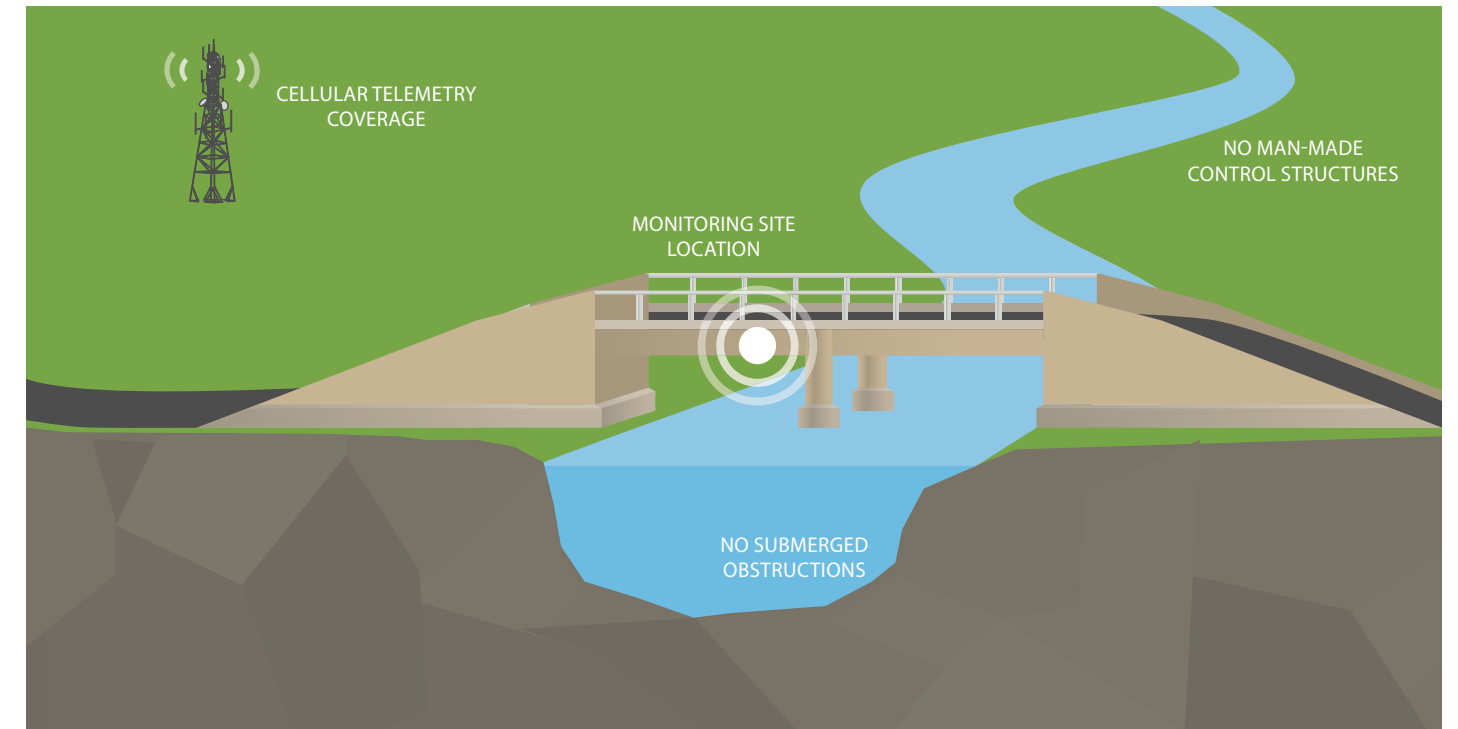 CELLULAR TELEMETRY
COVERAGE
NO MAN-MADE
CONTROL STRUCTURES
MONITORING SITE
LOCATION
NO SUBMERGED
OBSTRUCTIONS